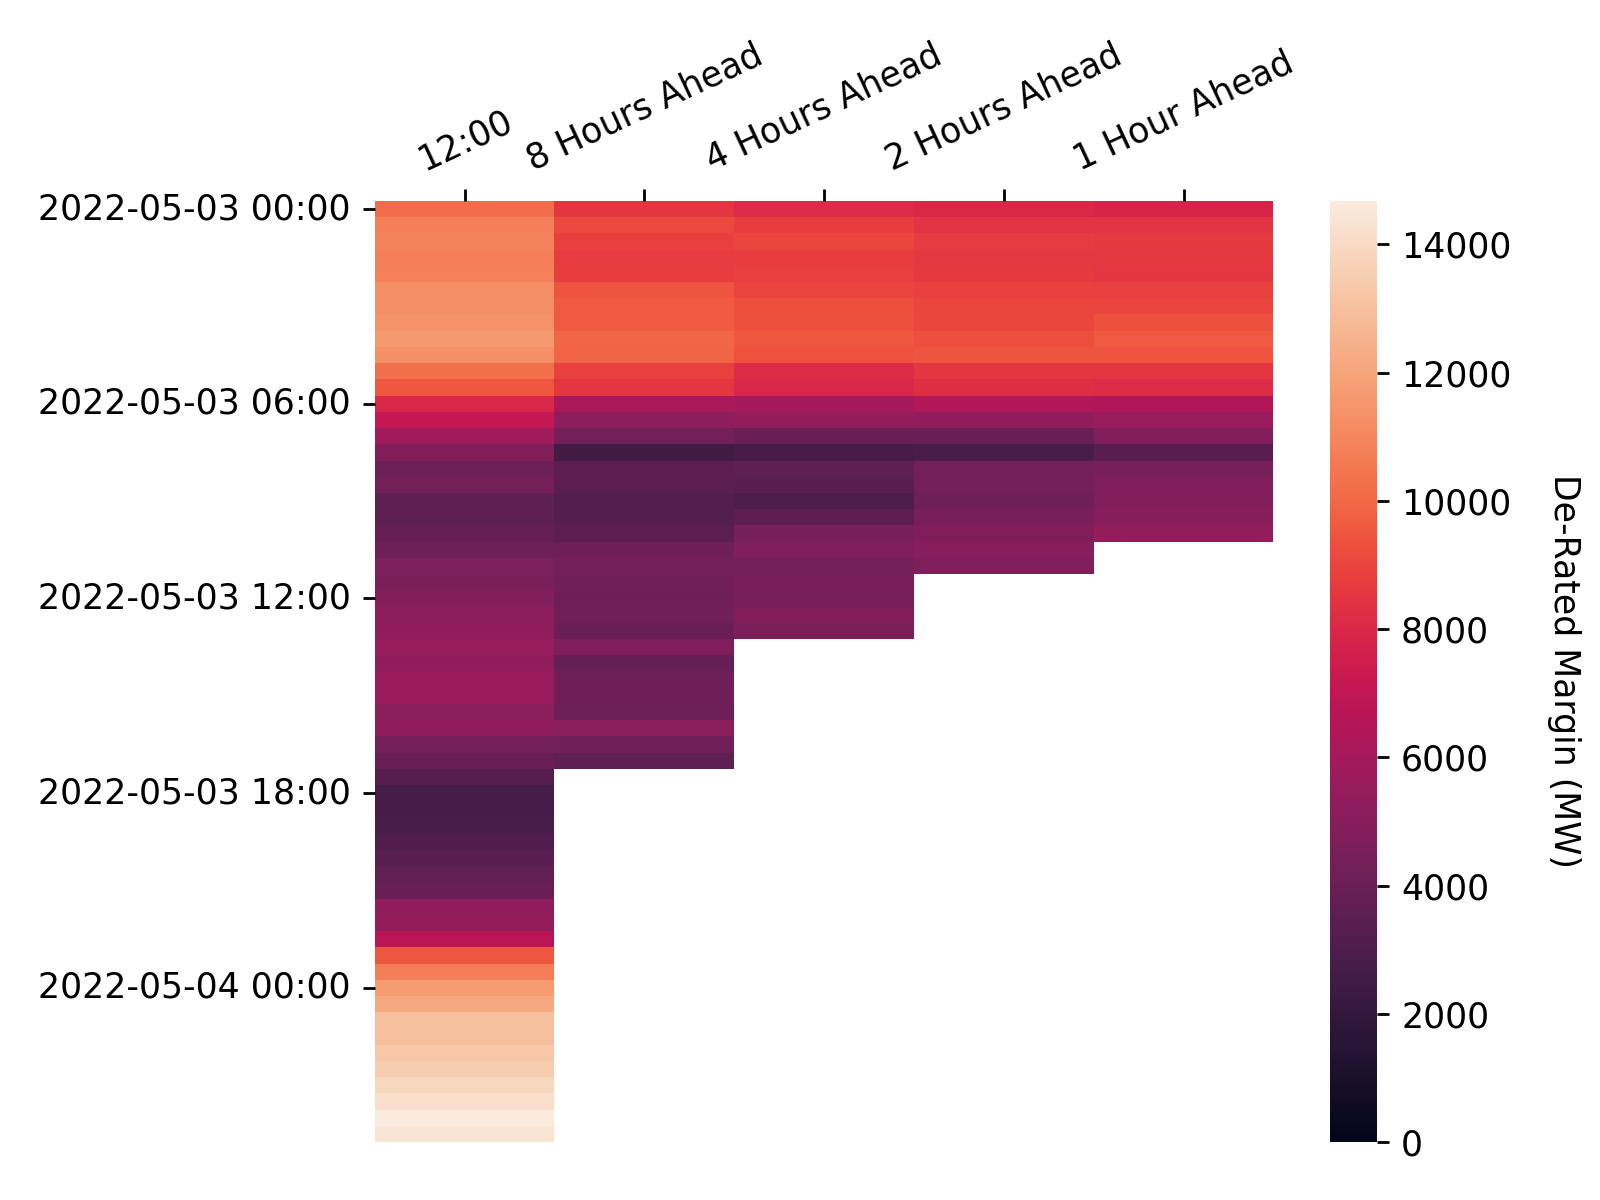 12:00
8 Hours Ahead
4 Hours Ahead
2 Hours Ahead
1 Hour Ahead
2022-05-03 00:00
2022-05-03 06:00
2022-05-03 12:00
2022-05-03 18:00
2022-05-04 00:00
14000
12000
10000
8000
6000
4000
2000
0
De-Rated Margin (MW)